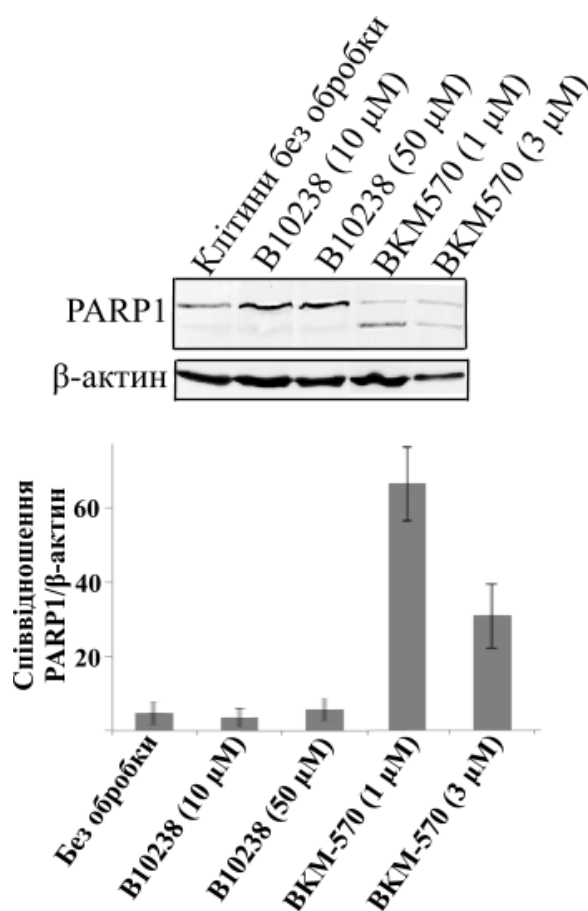 Клітини без обробки
B10238 (10 μM)
B10238 (50 μM)
BKM570 (1 μM)
BKM570 (3 μM)
PARP1
β-актин
Співвідношення
PARP1/β-актин
60
40
20
Без обробки
B10238 (10 μM)
B10238 (50 μM)
BKM-570 (1 μM)
BKM-570 (3 μM)